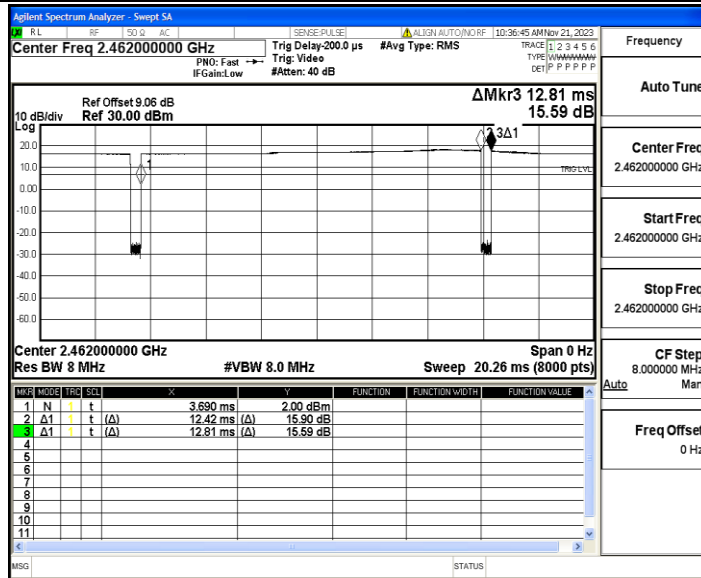 Agilent Spectrum Analyzer - Swept SA
RL RF 50 Ω AC SENSE:PULSE ALIGN AUTO/NO RF 10:36:45 AM Nov 21, 2023
Center Freq 2.462000000 GHz
PNO: Fast
IFGain:Low
Trig Delay-200.0 µs
Trig: Video
#Atten: 40 dB
#Avg Type: RMS
TRACE 1 2 3 4 5 6
TYPE WWWWWW
DET P P P P P P
Frequency
Auto Tune
Center Freq
2.462000000 GHz
Start Freq
2.462000000 GHz
Stop Freq
2.462000000 GHz
CF Step
8.000000 MHz
Auto Man
Freq Offset
0 Hz
ΔMkr3 12.81 ms
15.59 dB
Ref Offset 9.06 dB
10 dB/div Ref 30.00 dBm
Log
20.0
10.0
0.00
-10.0
-20.0
-30.0
-40.0
-50.0
-60.0
1
3Δ1
TRIG LVL
Center 2.462000000 GHz Span 0 Hz
Res BW 8 MHz #VBW 8.0 MHz Sweep 20.26 ms (8000 pts)
MKR MODE TRC SCL X Y FUNCTION FUNCTION WIDTH FUNCTION VALUE
1 N 1 t 3.690 ms 2.00 dBm
2 Δ1 1 t (Δ) 12.42 ms (Δ) 15.90 dB
3 Δ1 1 t (Δ) 12.81 ms (Δ) 15.59 dB
4
5
6
7
8
9
10
11
MSG STATUS